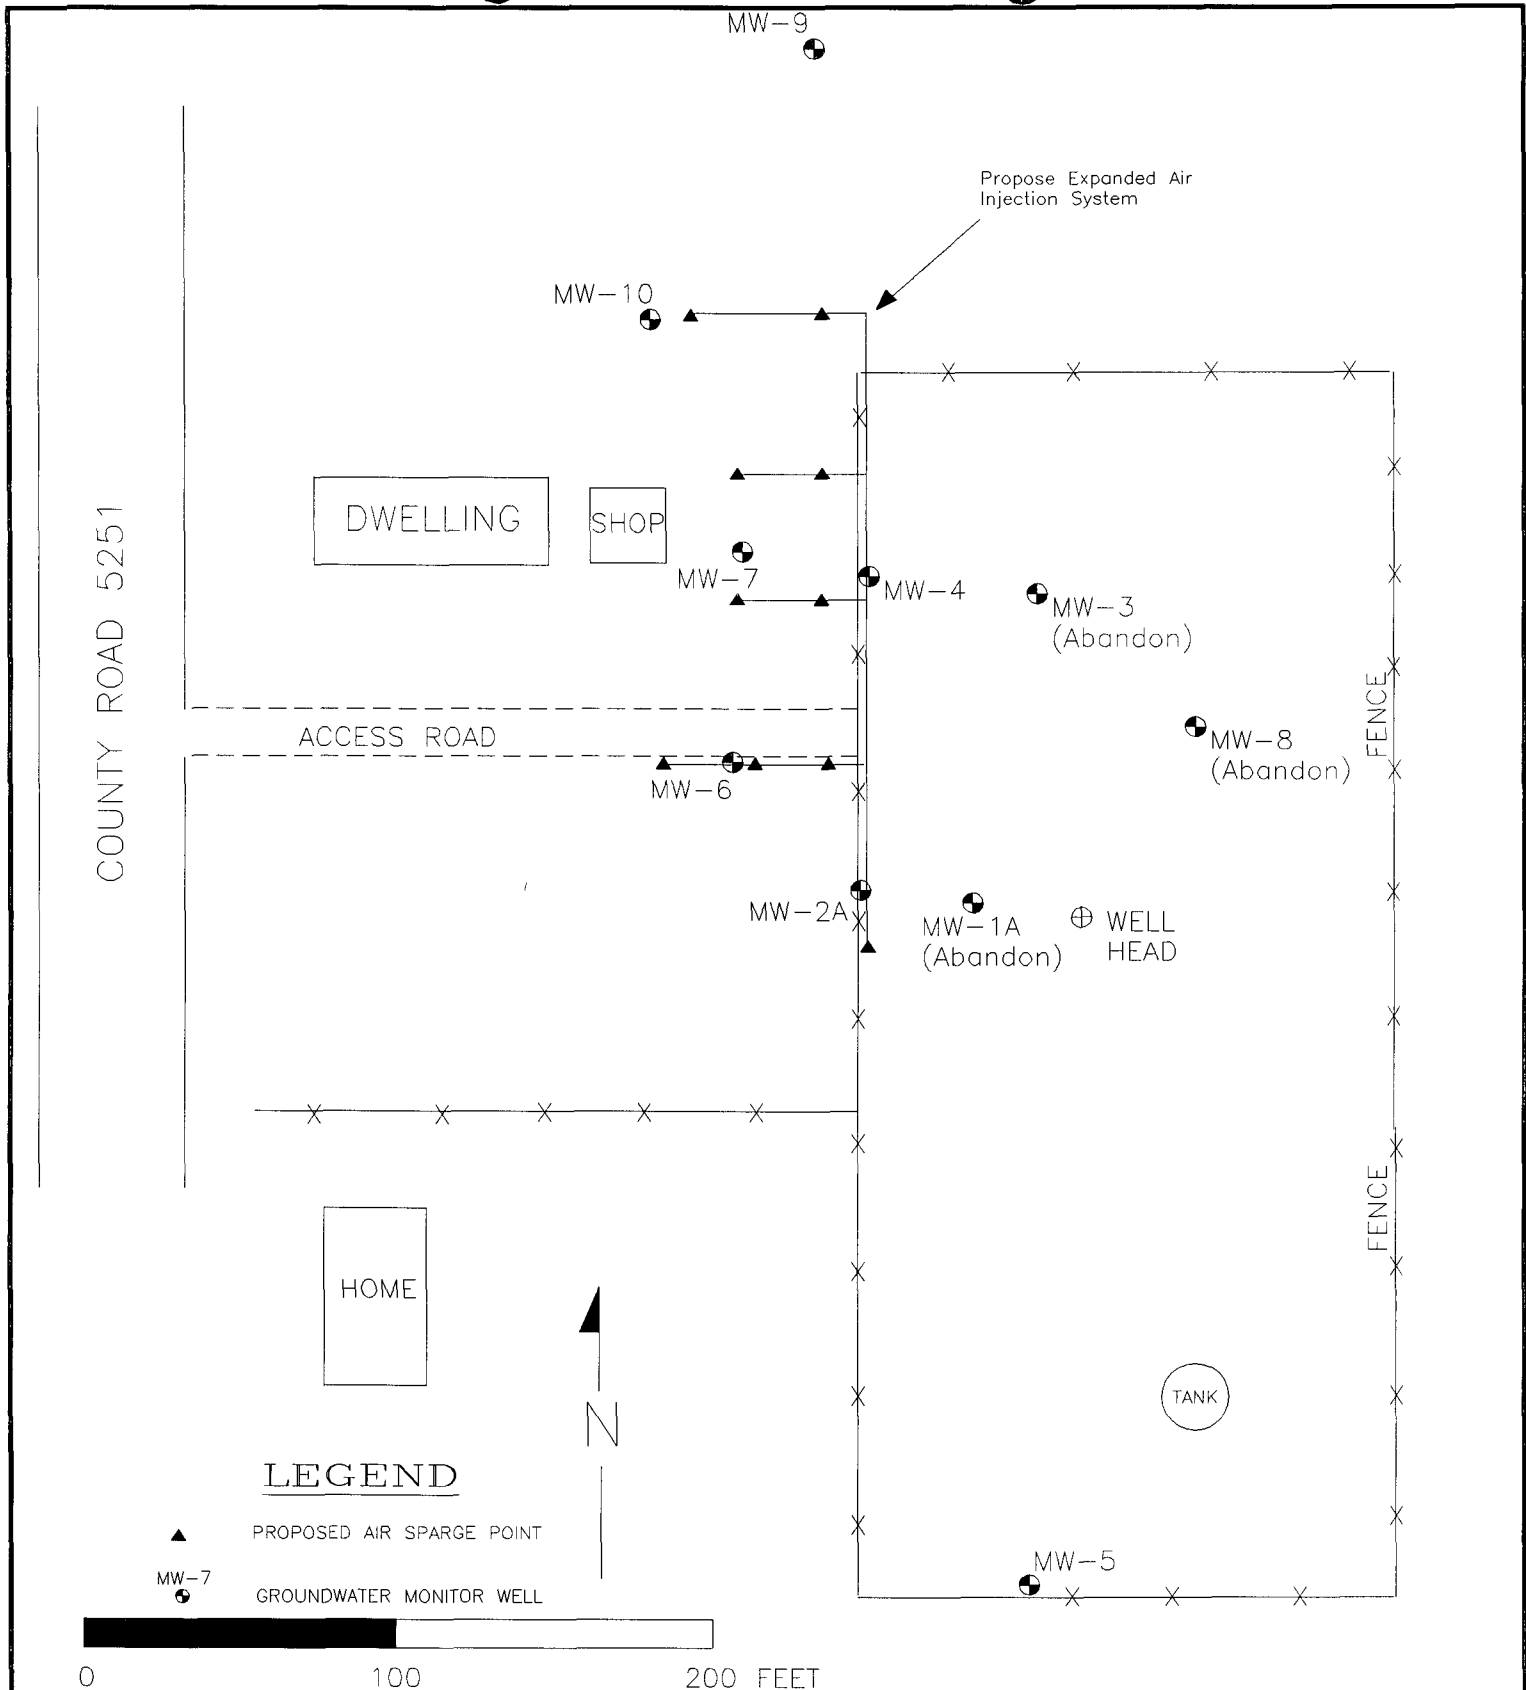 MW-9
Propose Expanded Air
Injection System
MW-10
DWELLING
SHOP
MW-7
MW-4
MW-3
(Abandon)
COUNTY ROAD 5251
ACCESS ROAD
FENCE
MW-8
(Abandon)
MW-6
MW-2A
MW-1A
(Abandon)
WELL
HEAD
FENCE
HOME
TANK
N
LEGEND
PROPOSED AIR SPARGE POINT
MW-7
GROUNDWATER MONITOR WELL
MW-5
0 100 200 FEET